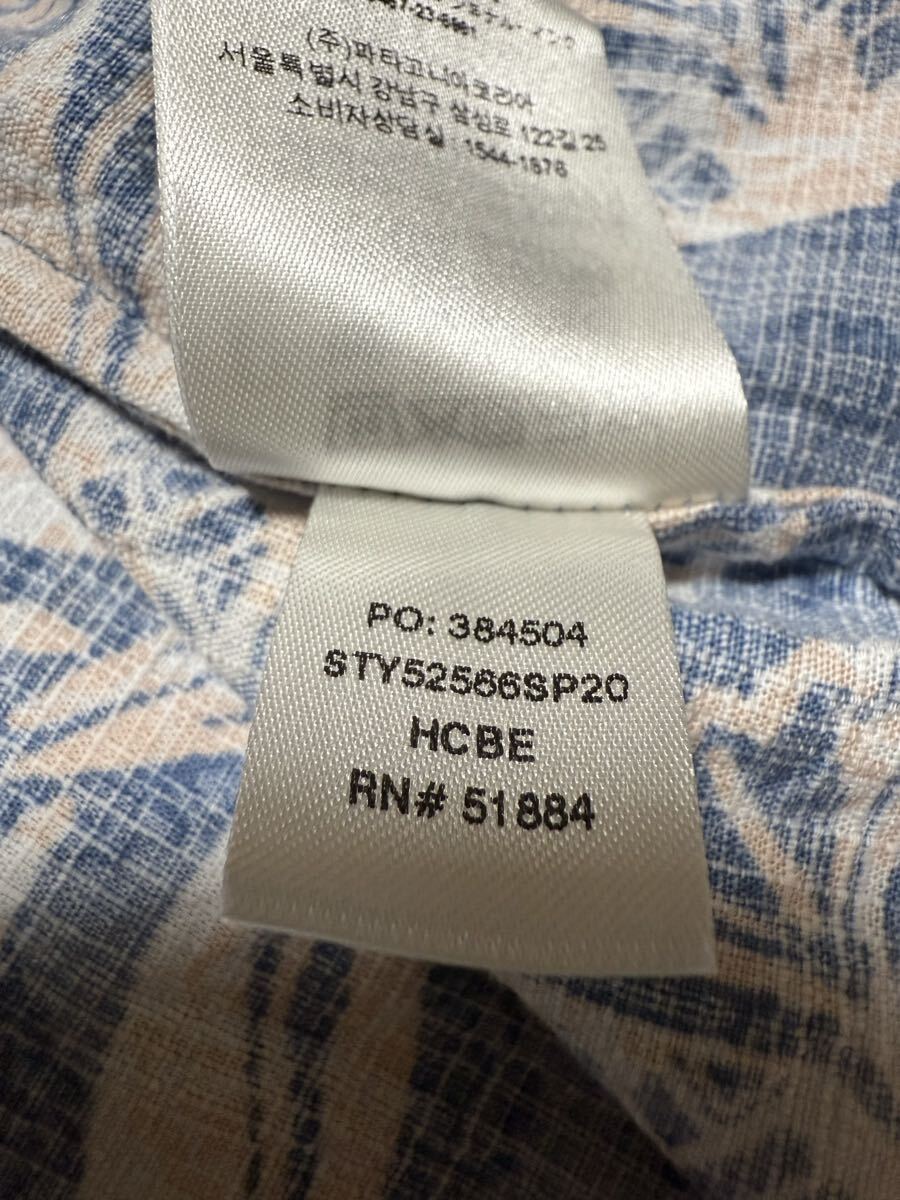 (주)파타고니아코리아
서울특별시 강남구 삼성로 122길 25
소비자상담실 : 1544-1876
PO: 384504
STY52566SP20
HCBE
RN# 51884